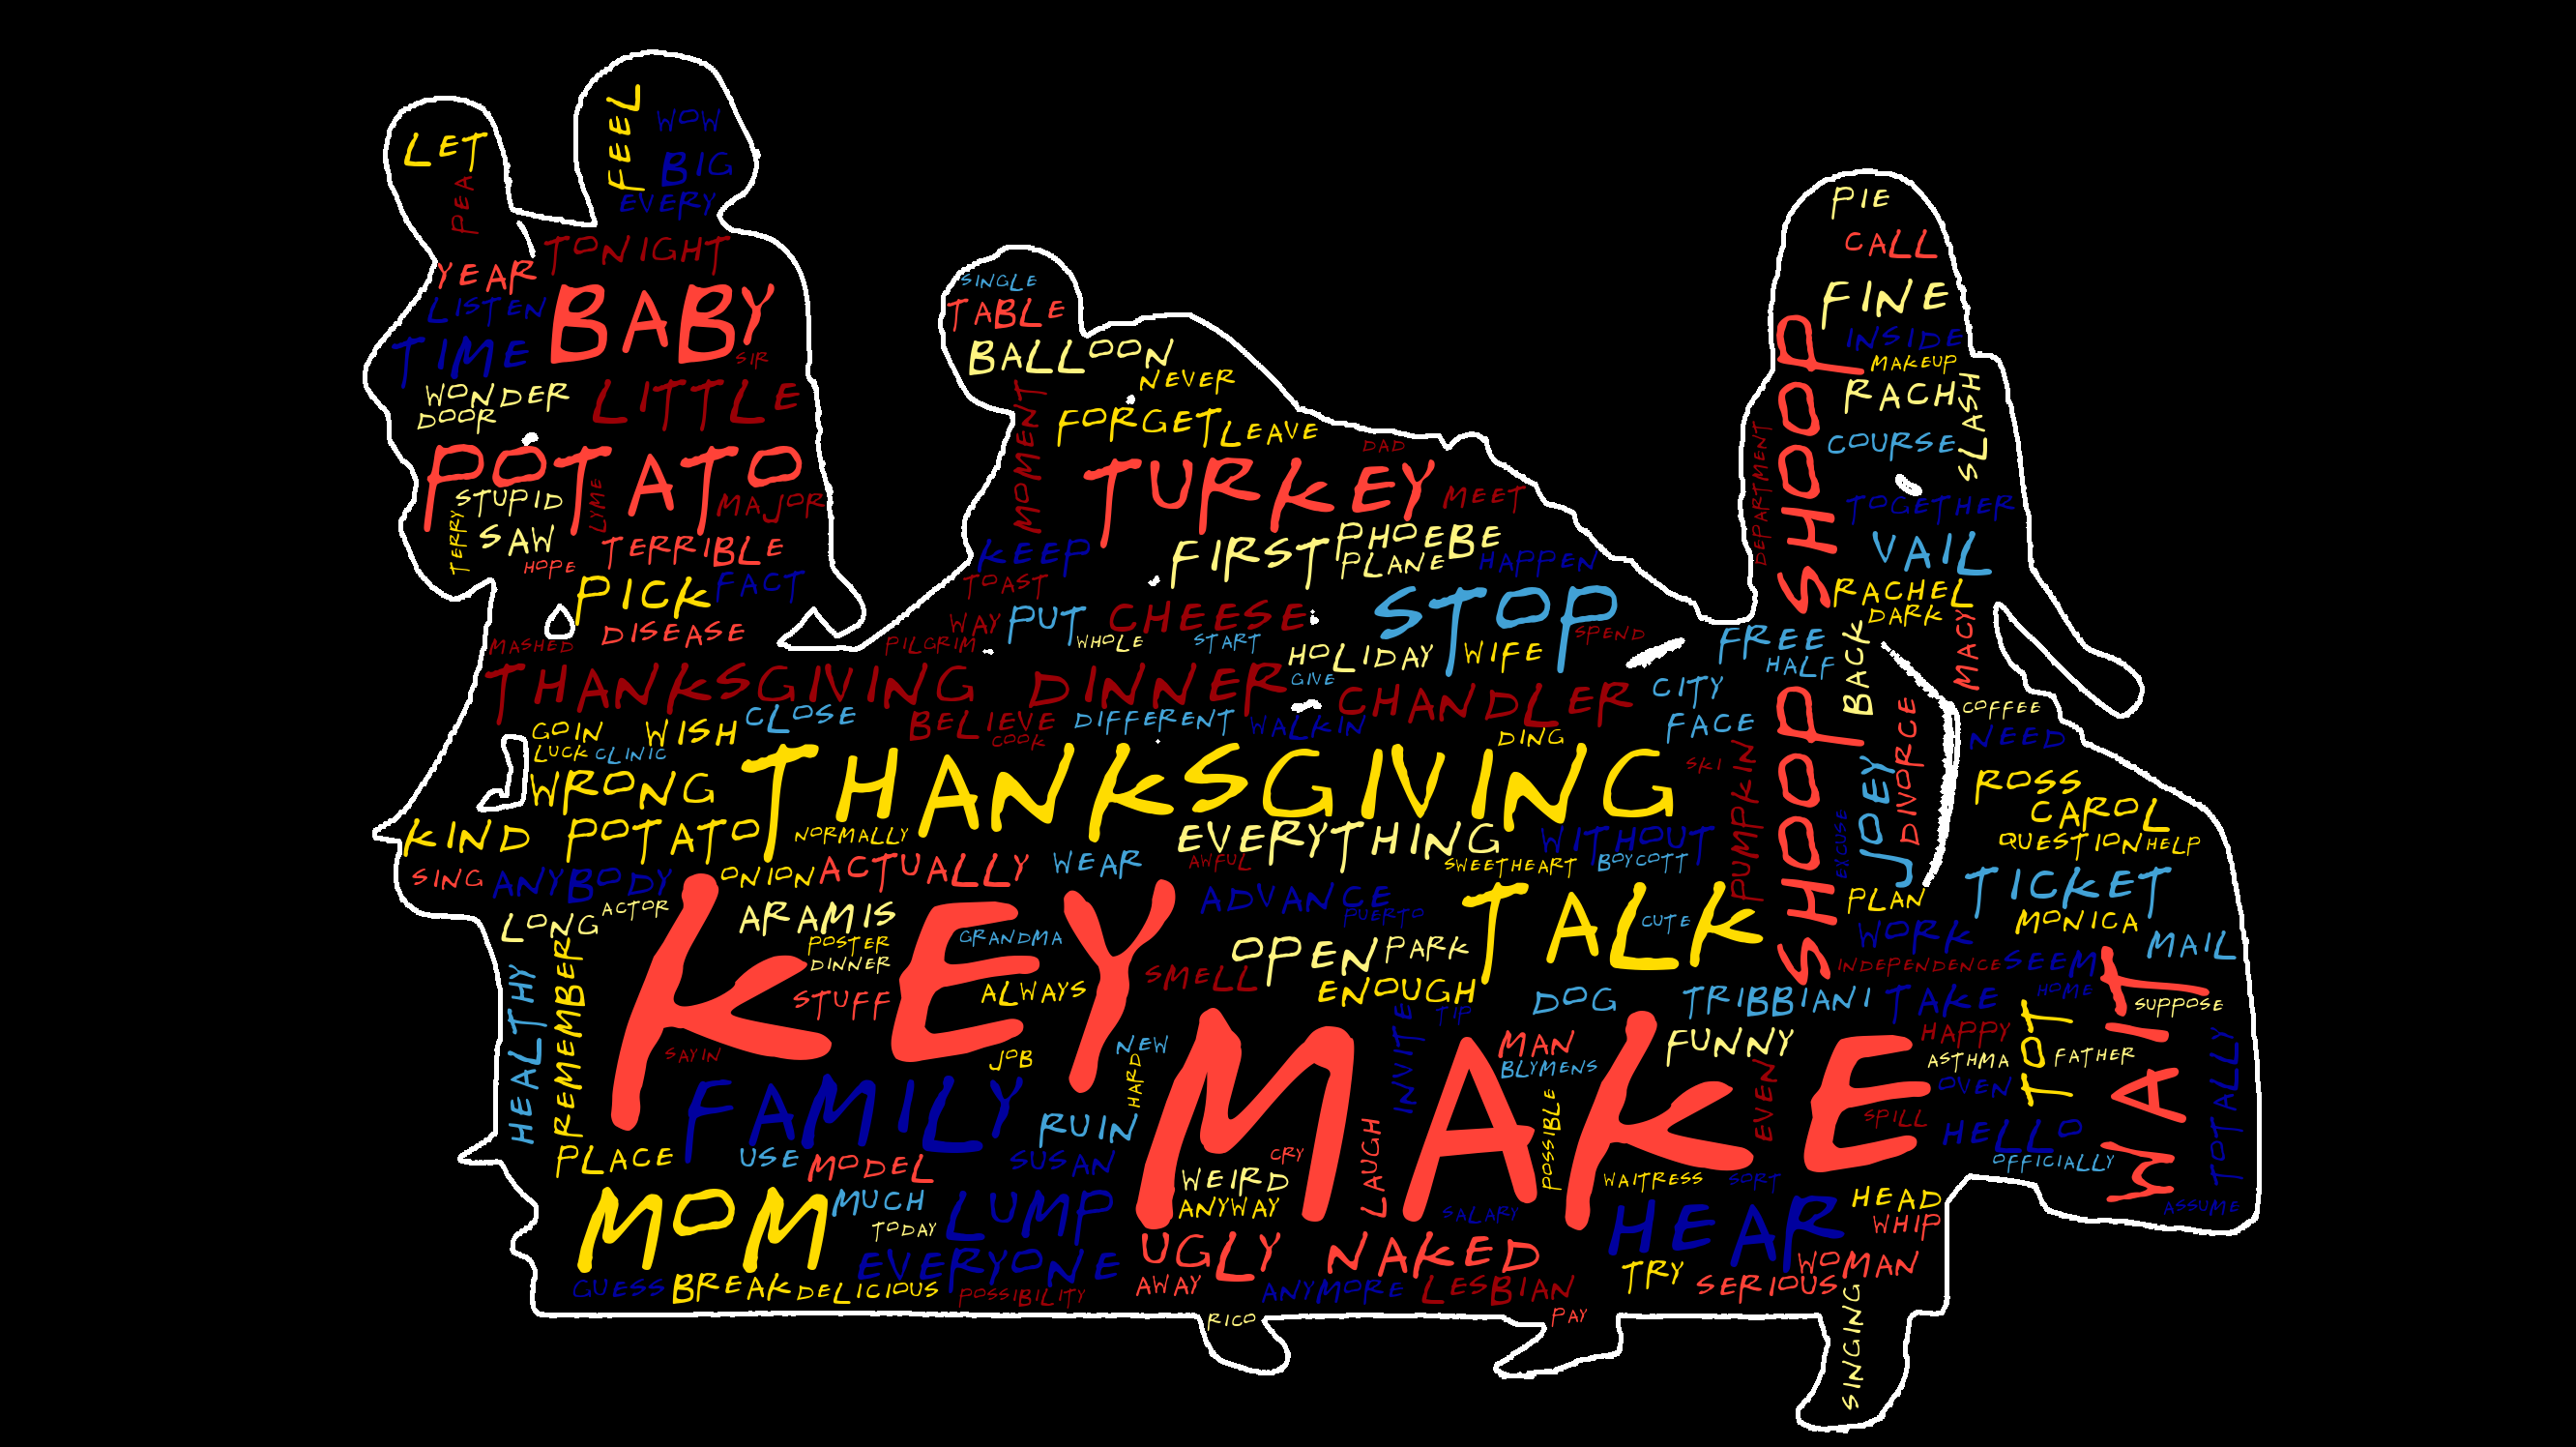 LET
FEEL
WOW
BIG
EVERY
PEA
TONIGHT
YEAR
LISTEN
BABY
TIME
SIR
WONDER
DOOR
LITTLE
POTATO
STUPID
LYME
MAJOR
TERRY
SAW
TERRIBLE
HOPE
PICK
FACT
MASHED
DISEASE
SINGLE
TABLE
BALLOON
NEVER
MOMENT
FORGET
LEAVE
DAD
TURKEY
MEET
KEEP
FIRST
PHOEBE
PLANE
HAPPEN
TOAST
WAY
PUT
CHEESE
STOP
PILGRIM
WHOLE
START
HOLIDAY
WIFE
SPEND
PIE
CALL
FINE
INSIDE
MAKEUP
RACH
SLASH
COURSE
SHOOP SHOOP SHOOP
DEPARTMENT
TOGETHER
VAIL
RACHEL
DARK
FREE
HALF
BACK
MACY
THANKSGIVING DINNER
GIVE
CHANDLER
CITY
GOIN
WISH
CLOSE
BELIEVE
COOK
DIFFERENT
WALKIN
DING
FACE
DIVORCE
COFFEE
NEED
LUCK
CLINIC
WRONG
THANKSGIVING
SKI
PUMPKIN
JOEY
ROSS
CAROL
KIND
POTATO
NORMALLY
EVERYTHING
WITHOUT
EXCUSE
QUESTION
HELP
SING
ANYBODY
ONION
ACTUALLY
WEAR
AWFUL
SWEETHEART
BOYCOTT
TICKET
LONG
ACTOR
ARAMIS
ADVANCE
PUERTO
TALK
CUTE
PLAN
MONICA
POSTER
DINNER
GRANDMA
OPEN
PARK
WORK
MAIL
HEALTHY
REMEMBER
KEY
STUFF
ALWAYS
SMELL
ENOUGH
INDEPENDENCE
SEEM
DOG
TRIBBIANI
TAKE
HOME
WAIT
SUPPOSE
SAYIN
JOB
NEW
HARD
INVITE
TIP
MAN
BLYMENS
FUNNY
HAPPY
ASTHMA
TOT
FATHER
FAMILY
RUIN
MAKE
POSSIBLE
EVEN
OVEN
SPILL
TOTALLY
HELLO
PLACE
USE
MODEL
SUSAN
CRY
LAUGH
WEIRD
WAITRESS
SORT
OFFICIALLY
MOM
MUCH
TODAY
LUMP
ANYWAY
SALARY
HEAR
HEAD
WHIP
ASSUME
EVERYONE
UGLY NAKED
TRY
WOMAN
GUESS
BREAK
DELICIOUS
POSSIBILITY
AWAY
ANYMORE
LESBIAN
SERIOUS
RICO
PAY
SINGING